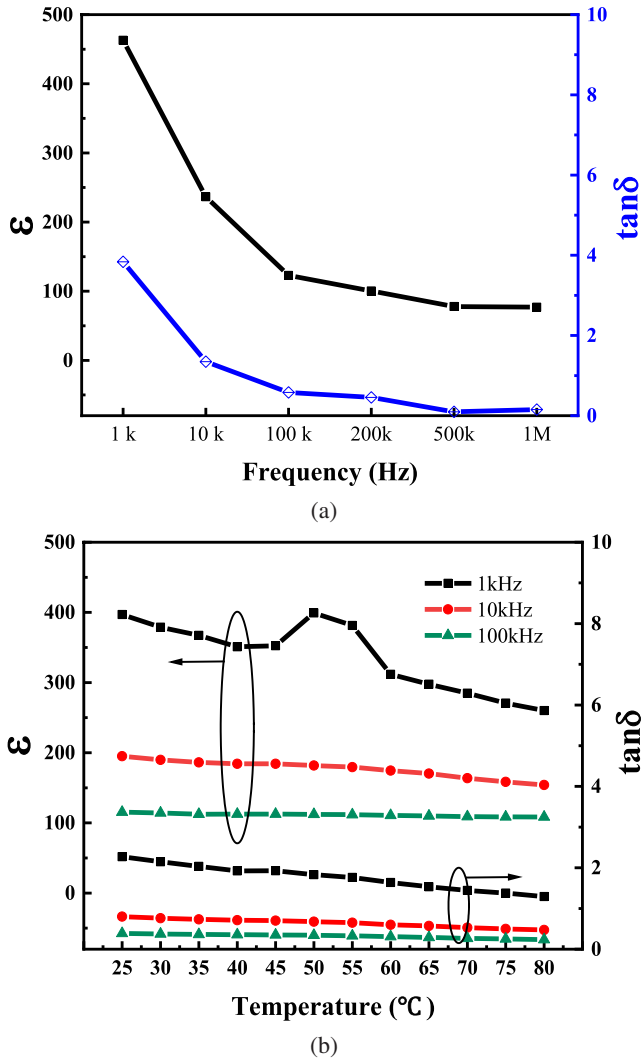 500
400
300
200
100
0
ε
10
8
6
4
2
0
tanδ
1 k 10 k 100 k 200k 500k 1M
Frequency (Hz)
(a)
500
400
300
200
100
0
ε
1kHz
10kHz
100kHz
10
8
6
4
2
0
tanδ
25 30 35 40 45 50 55 60 65 70 75 80
Temperature (℃)
(b)